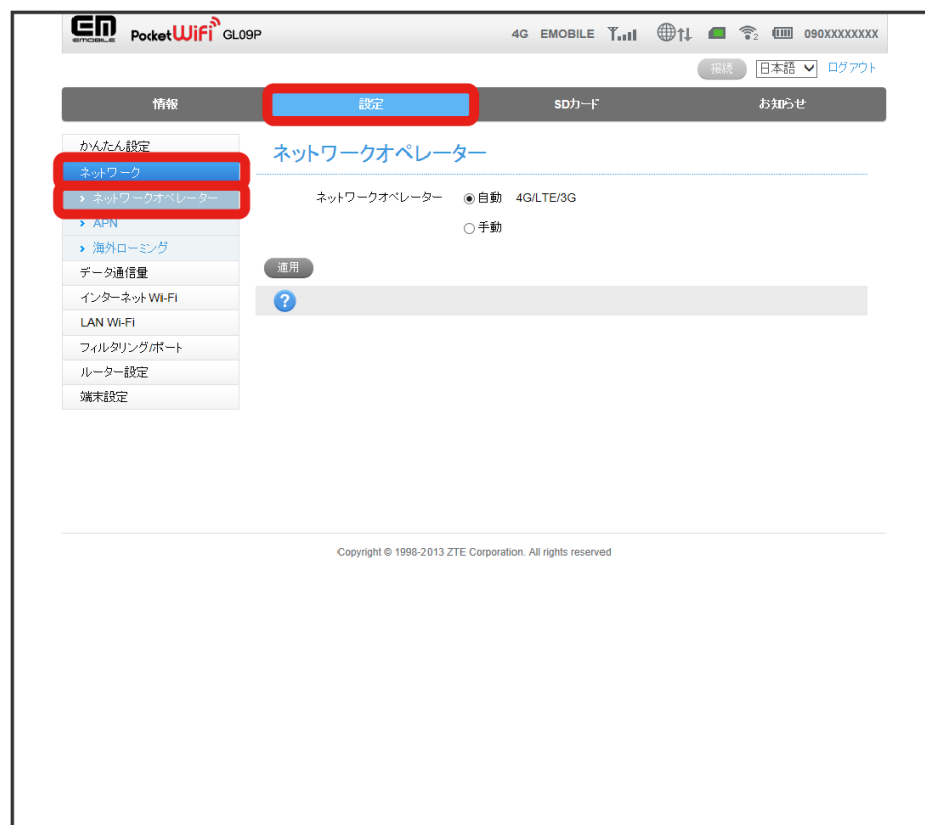 EM EMOBILE PocketWiFi GL09P 4G EMOBILE 2 090XXXXXXXX
接続 日本語 ログアウト
情報 設定 SDカード お知らせ
かんたん設定
ネットワーク
ネットワークオペレーター
APN
海外ローミング
データ通信量
インターネット Wi-Fi
LAN Wi-Fi
フィルタリング/ポート
ルーター設定
端末設定
ネットワークオペレーター
ネットワークオペレーター 自動 4G/LTE/3G
手動
適用
?
Copyright © 1998-2013 ZTE Corporation. All rights reserved